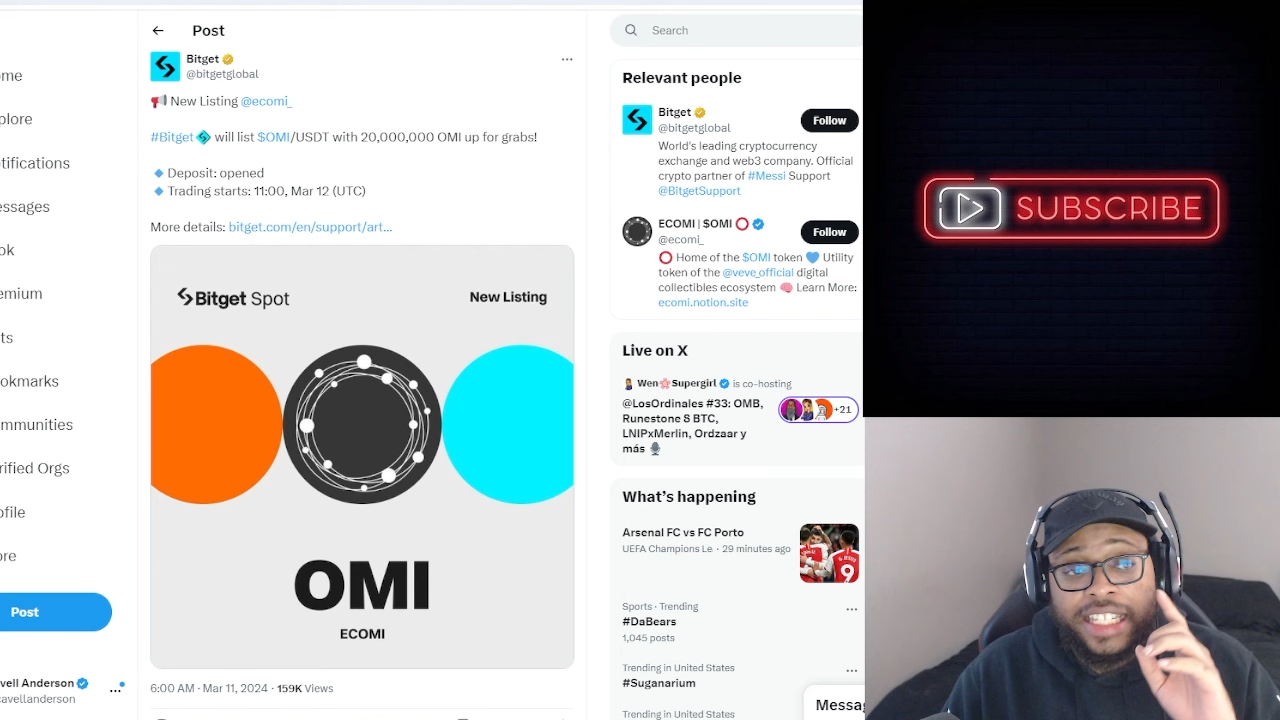 Post
Search
ome
plore
otifications
essages
ok
emium
ts
okmarks
mmunities
rified Orgs
ofile
ore
Post
vell Anderson
cavellanderson
Bitget
@bitgetglobal
New Listing @ecomi_
#Bitget will list $OMI/USDT with 20,000,000 OMI up for grabs!
Deposit: opened
Trading starts: 11:00, Mar 12 (UTC)
More details: bitget.com/en/support/art...
Bitget Spot
New Listing
OMI
ECOMI
6:00 AM · Mar 11, 2024 · 159K Views
Relevant people
Bitget
@bitgetglobal
Follow
World's leading cryptocurrency
exchange and web3 company. Official
crypto partner of #Messi Support
@BitgetSupport
ECOMI | $OMI
@ecomi_
Follow
Home of the $OMI token 💙 Utility
token of the @veve_official digital
collectibles ecosystem 🧠 Learn More:
ecomi.notion.site
Live on X
Wen🌸Supergirl is co-hosting
@LosOrdinales #33: OMB,
Runestone 8 BTC,
LNIPxMerlin, Ordzaar y
más 🎙️
+21
What's happening
Arsenal FC vs FC Porto
UEFA Champions Le · 29 minutes ago
Sports · Trending
#DaBears
1,045 posts
Trending in United States
#Suganarium
Trending in United States
Messa
SUBSCRIBE